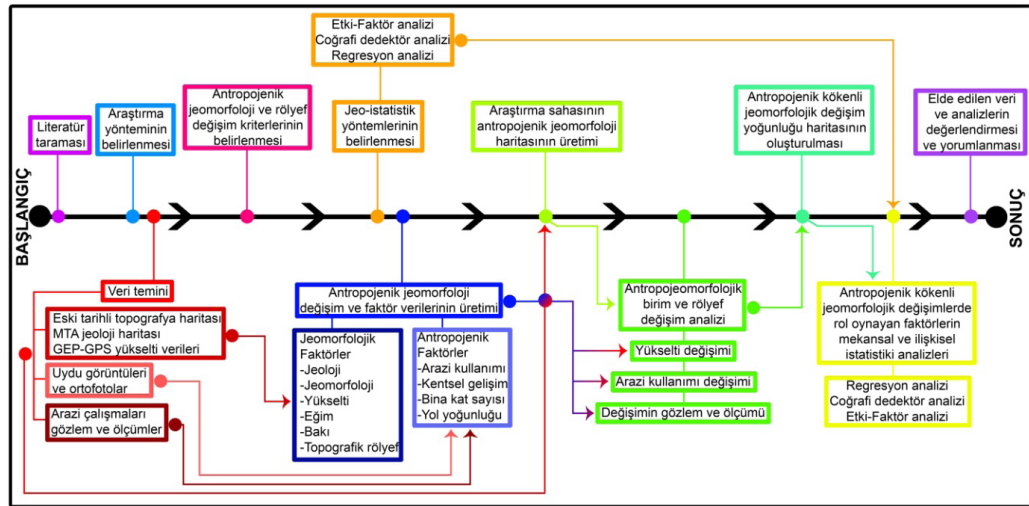 Etki-Faktör analizi
Coğrafi dedektör analizi
Regresyon analizi
Literatür
taraması
Araştırma
yönteminin
belirlenmesi
Antropojenik
jeomorfoloji ve rölyef
değişim kriterlerinin
belirlenmesi
Jeo-istatistik
yöntemlerinin
belirlenmesi
Araştırma sahasının
antropojenik jeomorfoloji
haritasının üretimi
Antropojenik kökenli
jeomorfolojik değişim
yoğunluğu haritasının
oluşturulması
Elde edilen veri
ve analizlerin
değerlendirmesi
ve yorumlanması
BAŞLANGIÇ
SONUÇ
Veri temini
Eski tarihli topografya haritası
MTA jeoloji haritası
GEP-GPS yükselti verileri
Uydu görüntüleri
ve ortofotolar
Arazi çalışmaları
gözlem ve ölçümler
Antropojenik jeomorfoloji
değişim ve faktör verilerinin üretimi
Jeomorfolojik
Faktörler
-Jeoloji
-Jeomorfoloji
-Yükselti
-Eğim
-Bakı
-Topografik rölyef
Antropojenik
Faktörler
-Arazi kullanımı
-Kentsel gelişim
-Bina kat sayısı
-Yol yoğunluğu
Antropojeomorfolojik
birim ve rölyef
değişim analizi
Yükselti değişimi
Arazi kullanımı değişimi
Değişimin gözlem ve ölçümü
Antropojenik kökenli
jeomorfolojik değişimlerde
rol oynayan faktörlerin
mekansal ve ilişkisel
istatistiki analizleri
Regresyon analizi
Coğrafi dedektör analizi
Etki-Faktör analizi